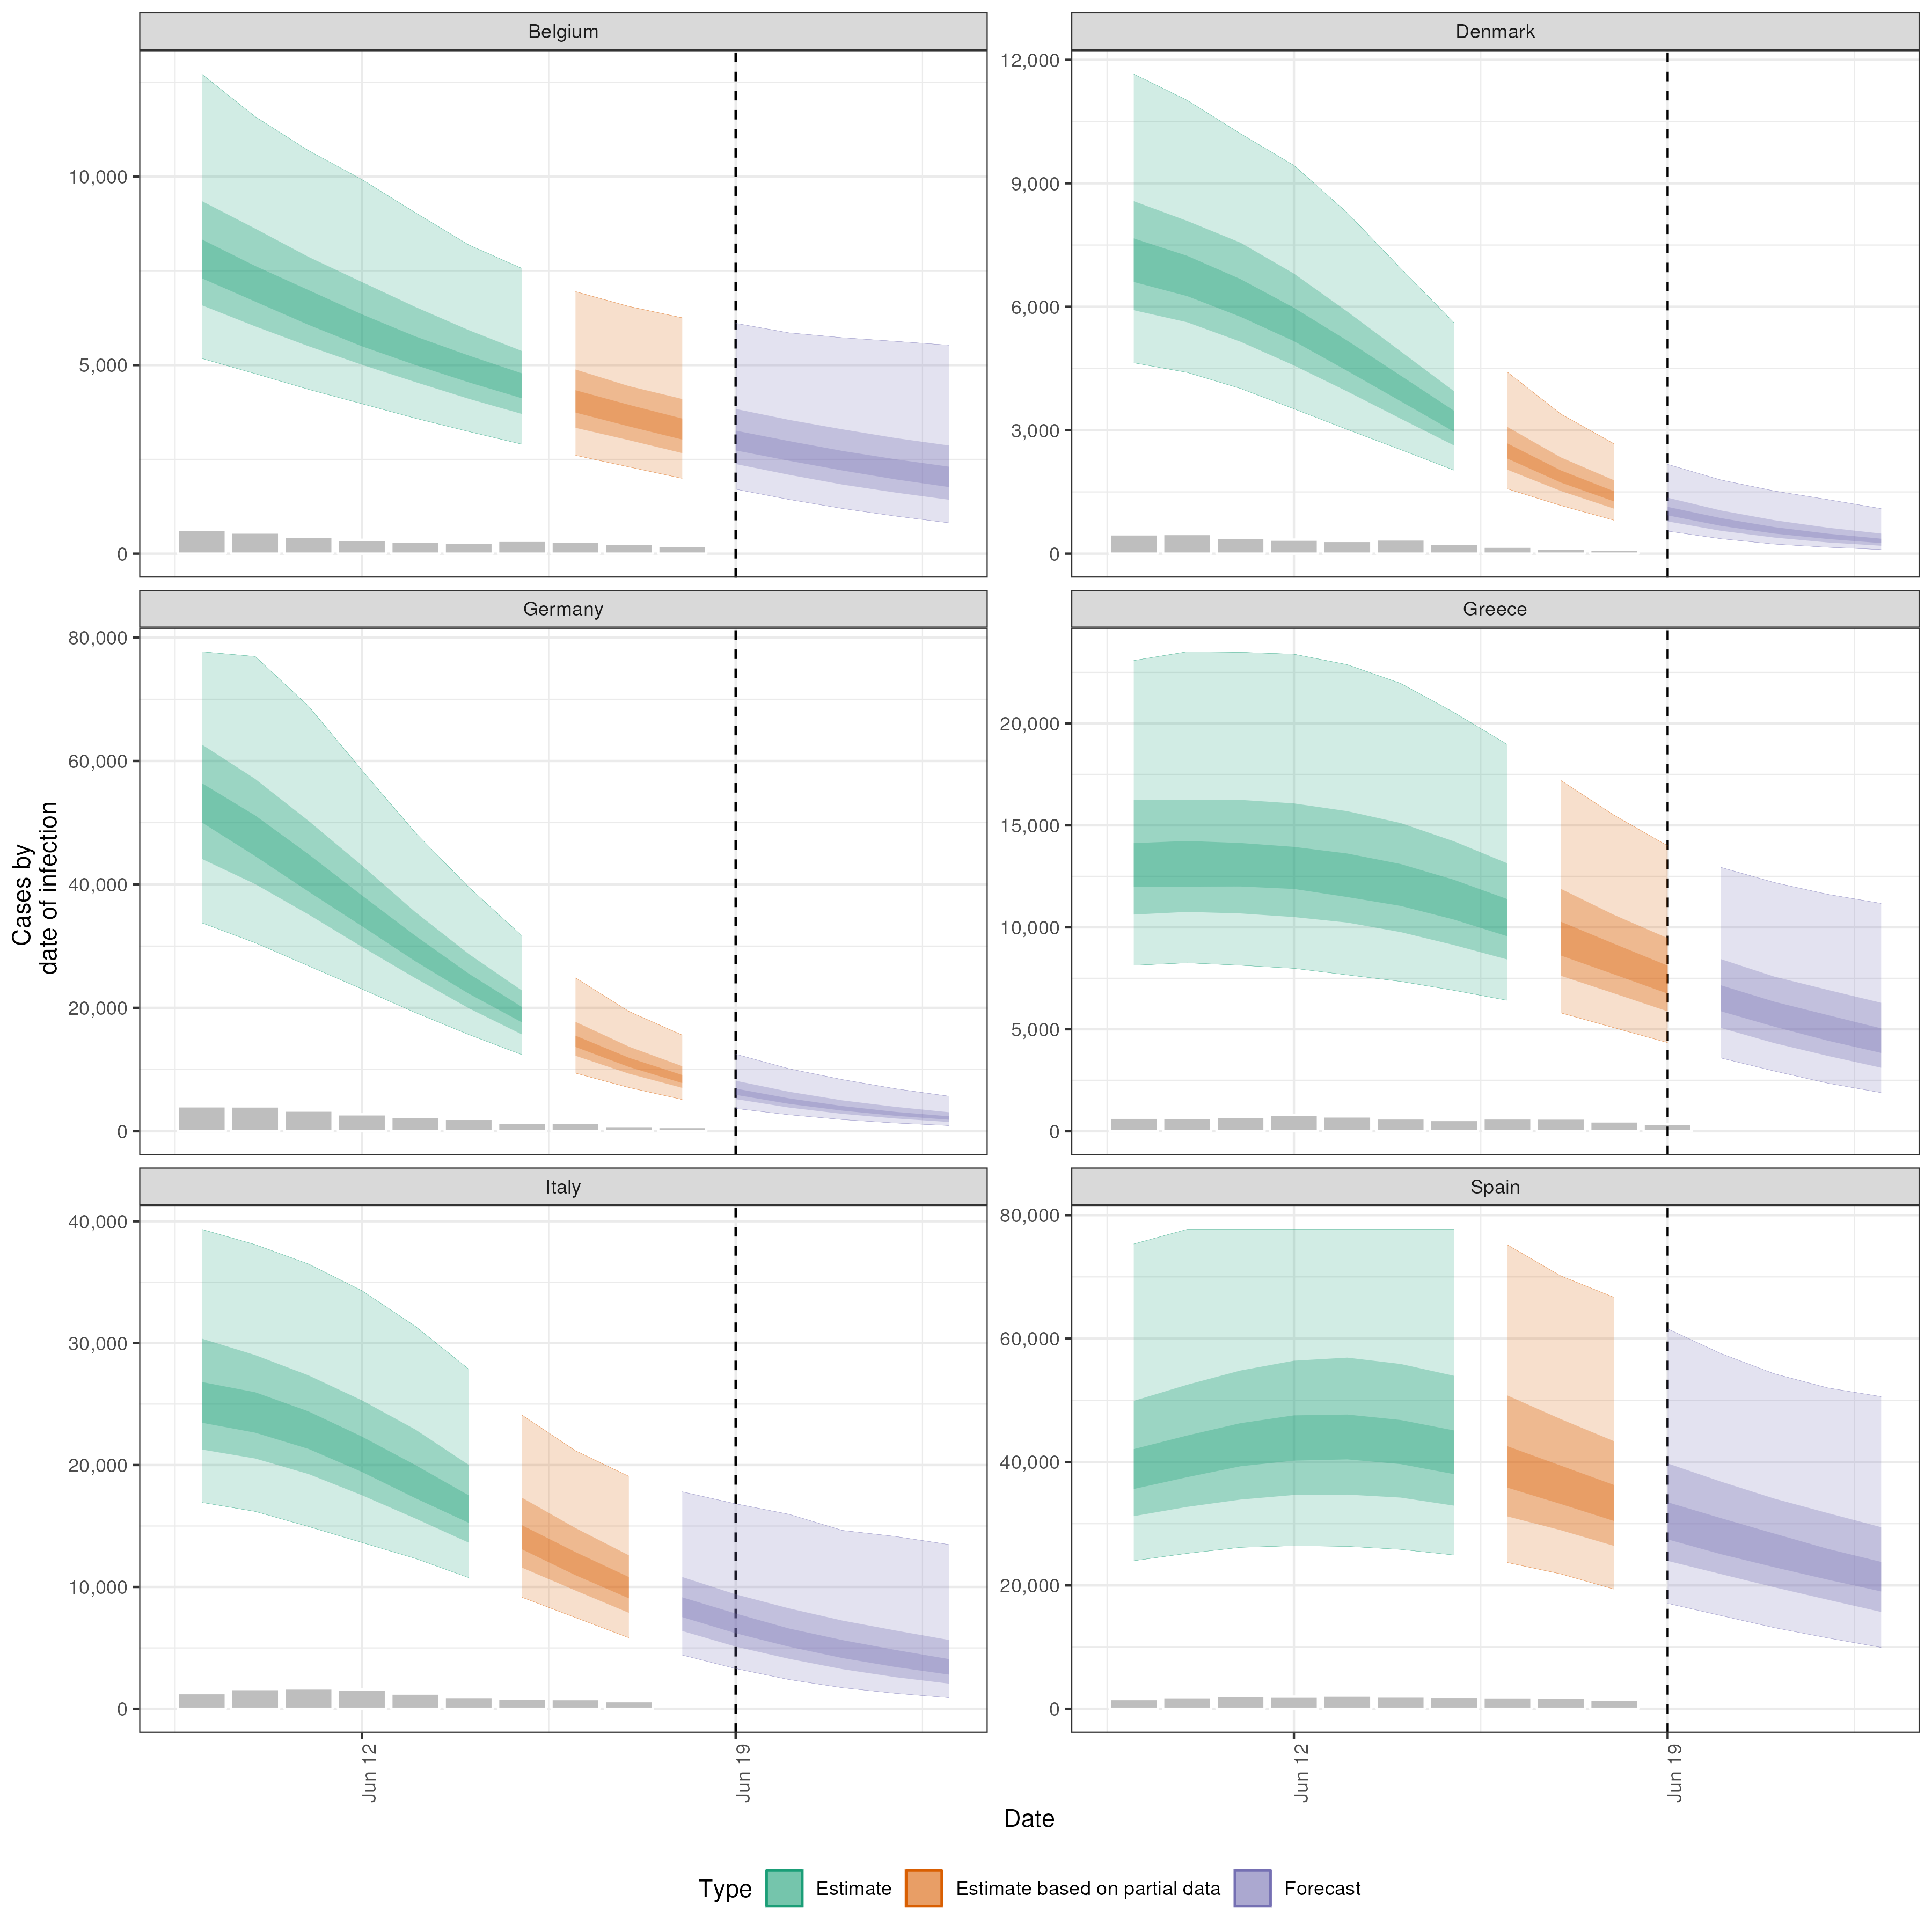 Belgium
Denmark
10,000
5,000
0
12,000
9,000
6,000
3,000
0
Germany
Greece
80,000
60,000
40,000
20,000
0
20,000
15,000
10,000
5,000
0
Cases by
date of infection
Italy
Spain
40,000
30,000
20,000
10,000
0
80,000
60,000
40,000
20,000
0
Jun 12
Jun 19
Jun 12
Jun 19
Date
Type Estimate Estimate based on partial data Forecast